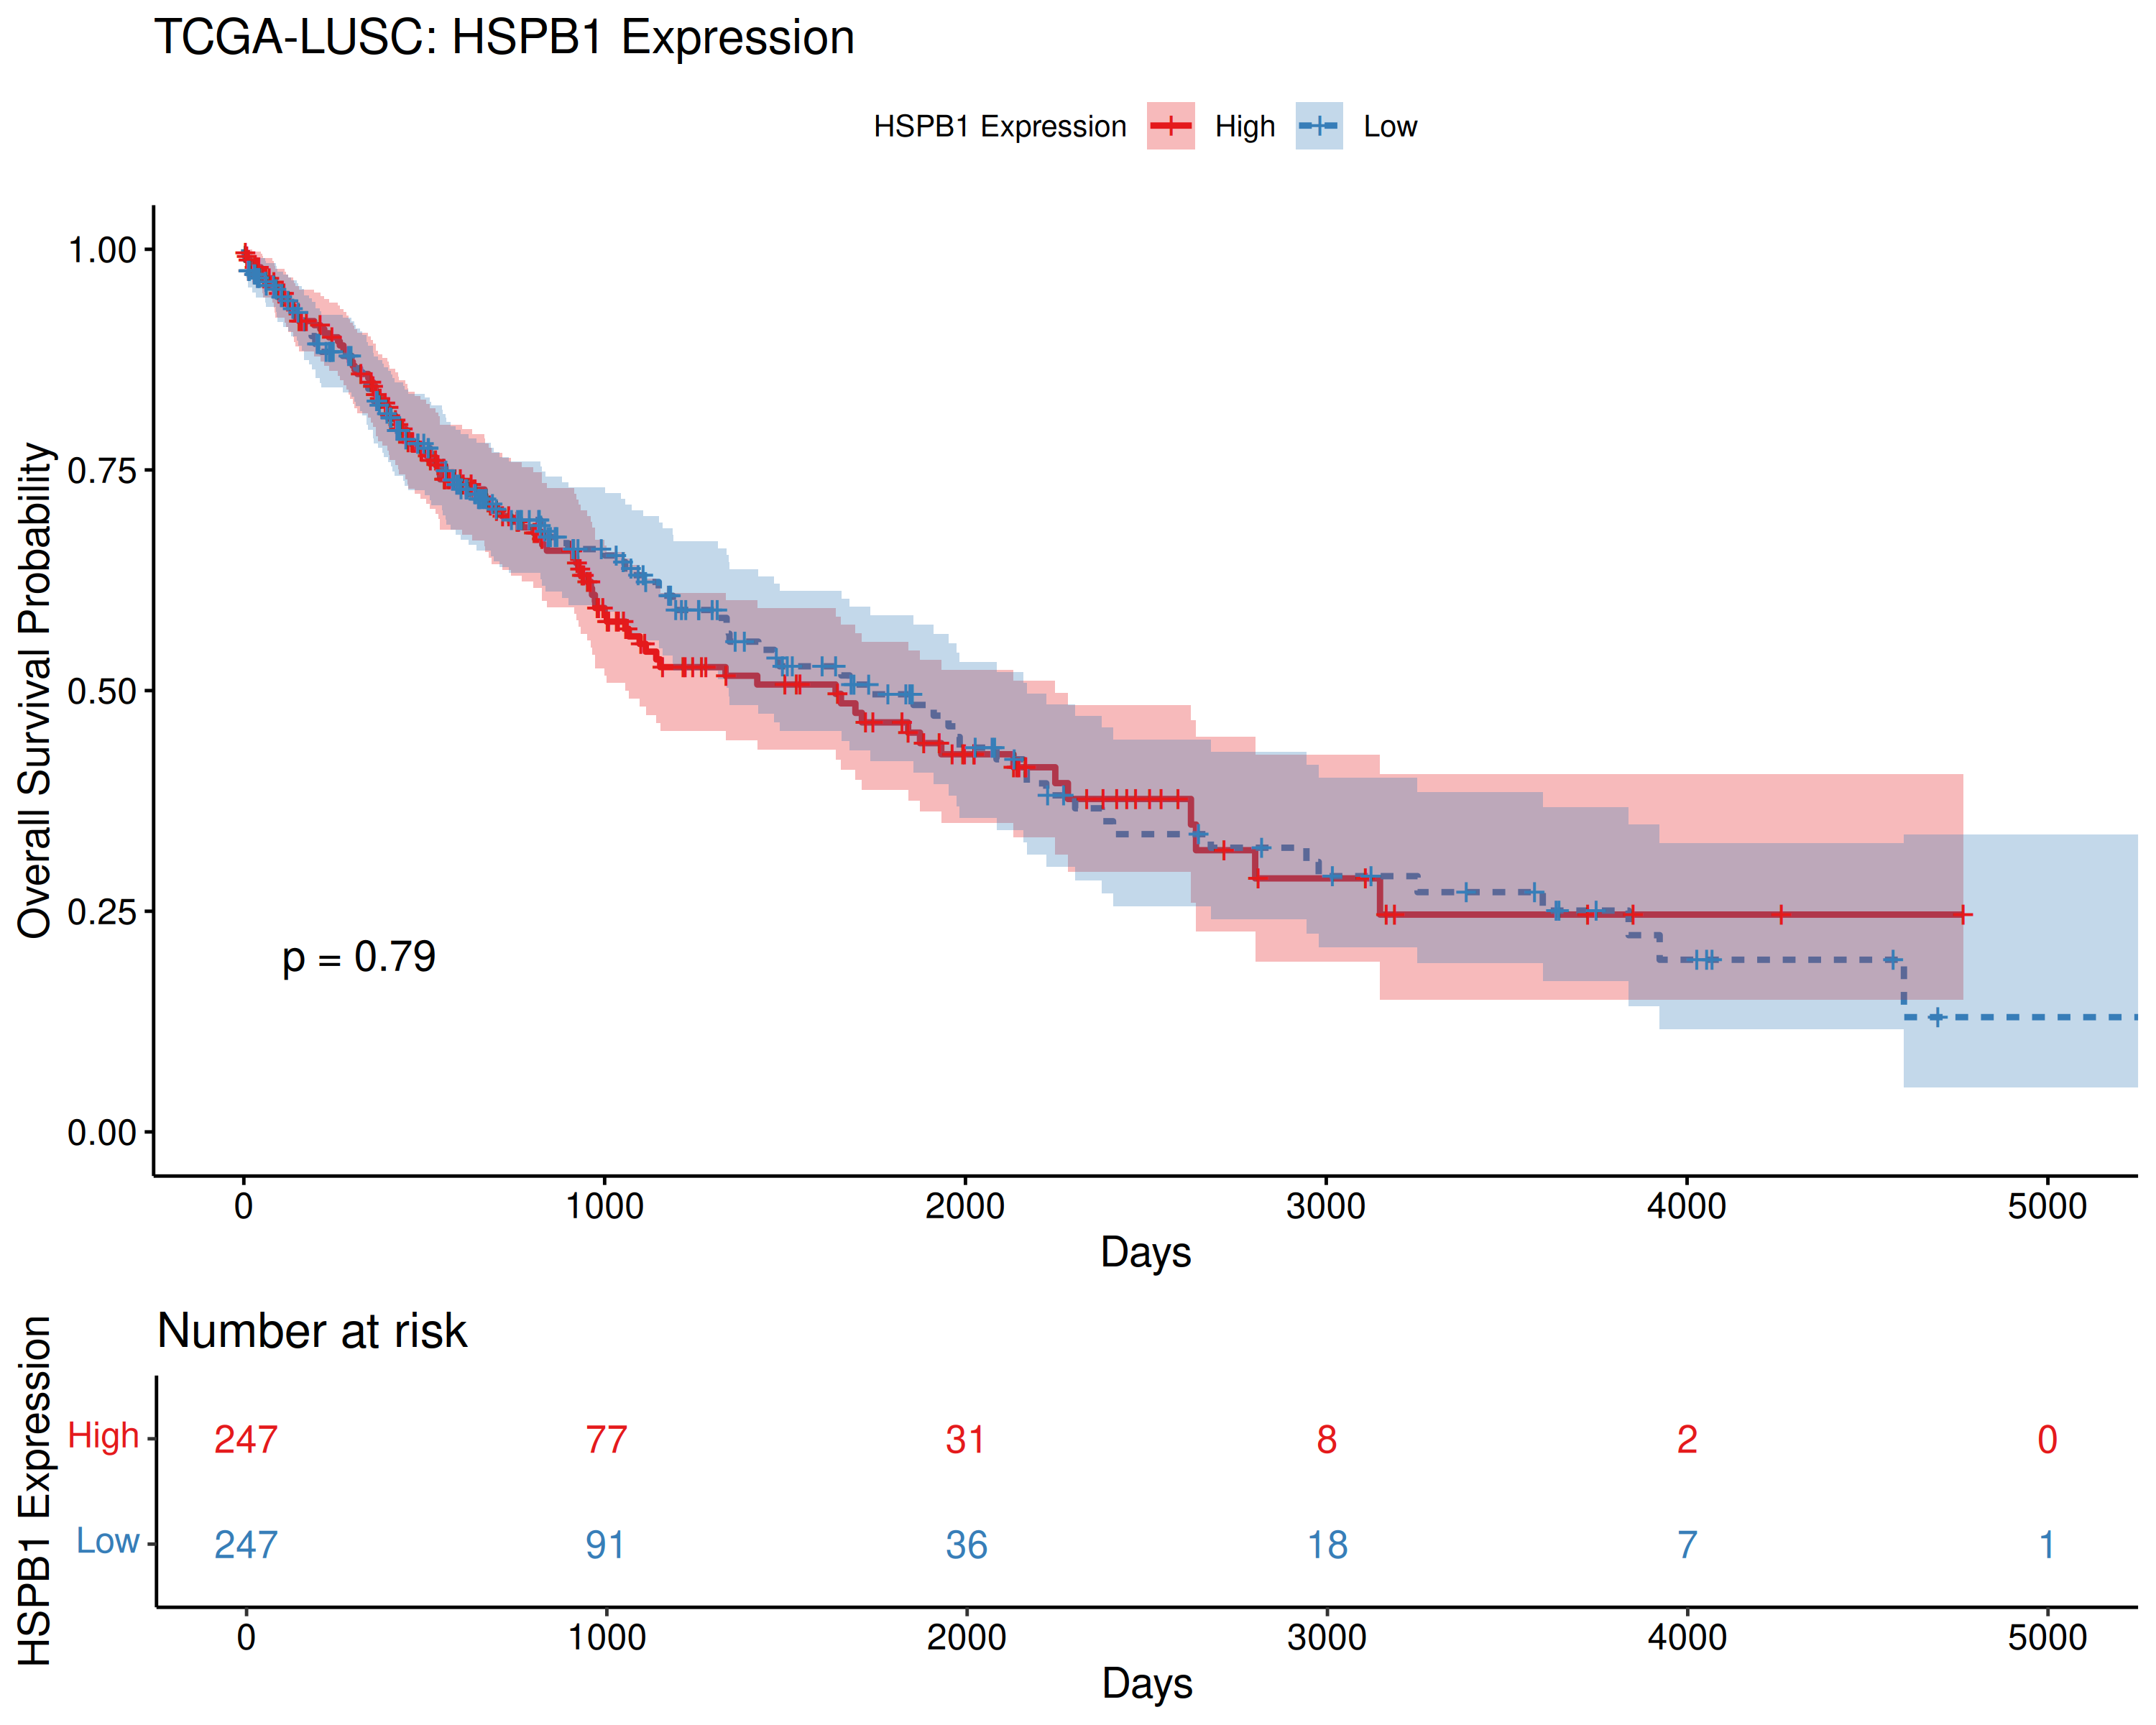 TCGA-LUSC: HSPB1 Expression
HSPB1 Expression High Low
Overall Survival Probability
1.00
0.75
0.50
0.25
0.00
p = 0.79
0 1000 2000 3000 4000 5000
Days
Number at risk
HSPB1 Expression
High 247 77 31 8 2 0
Low 247 91 36 18 7 1
0 1000 2000 3000 4000 5000
Days